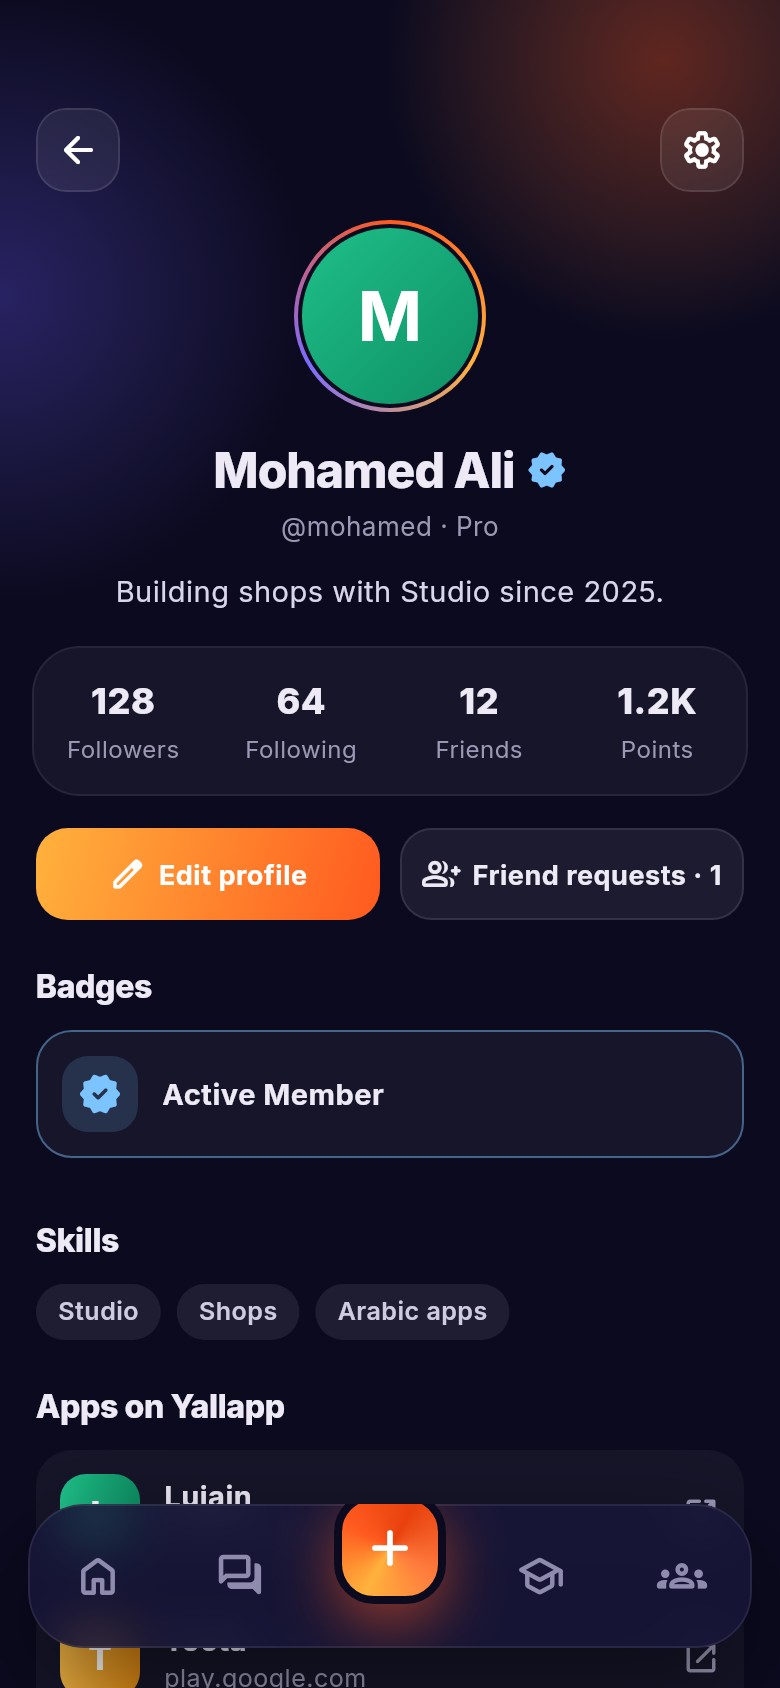 M
Mohamed Ali
@mohamed · Pro
Building shops with Studio since 2025.
128 64 12 1.2K
Followers Following Friends Points
Edit profile Friend requests · 1
Badges
Active Member
Skills
Studio Shops Arabic apps
Apps on Yallapp
Lujain
T
play.google.com